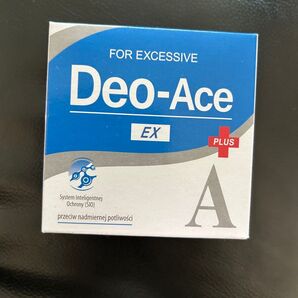 FOR EXCESSIVE
Deo-Ace
EX
PLUS
A
System Inteligentnej
Ochrony (SIO)
przeciw nadmiernej potliwości